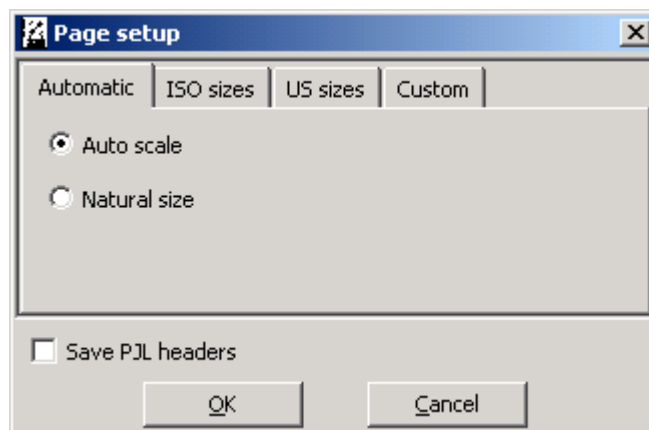 Page setup
Automatic ISO sizes US sizes Custom
Auto scale
Natural size
Save PJL headers
OK Cancel